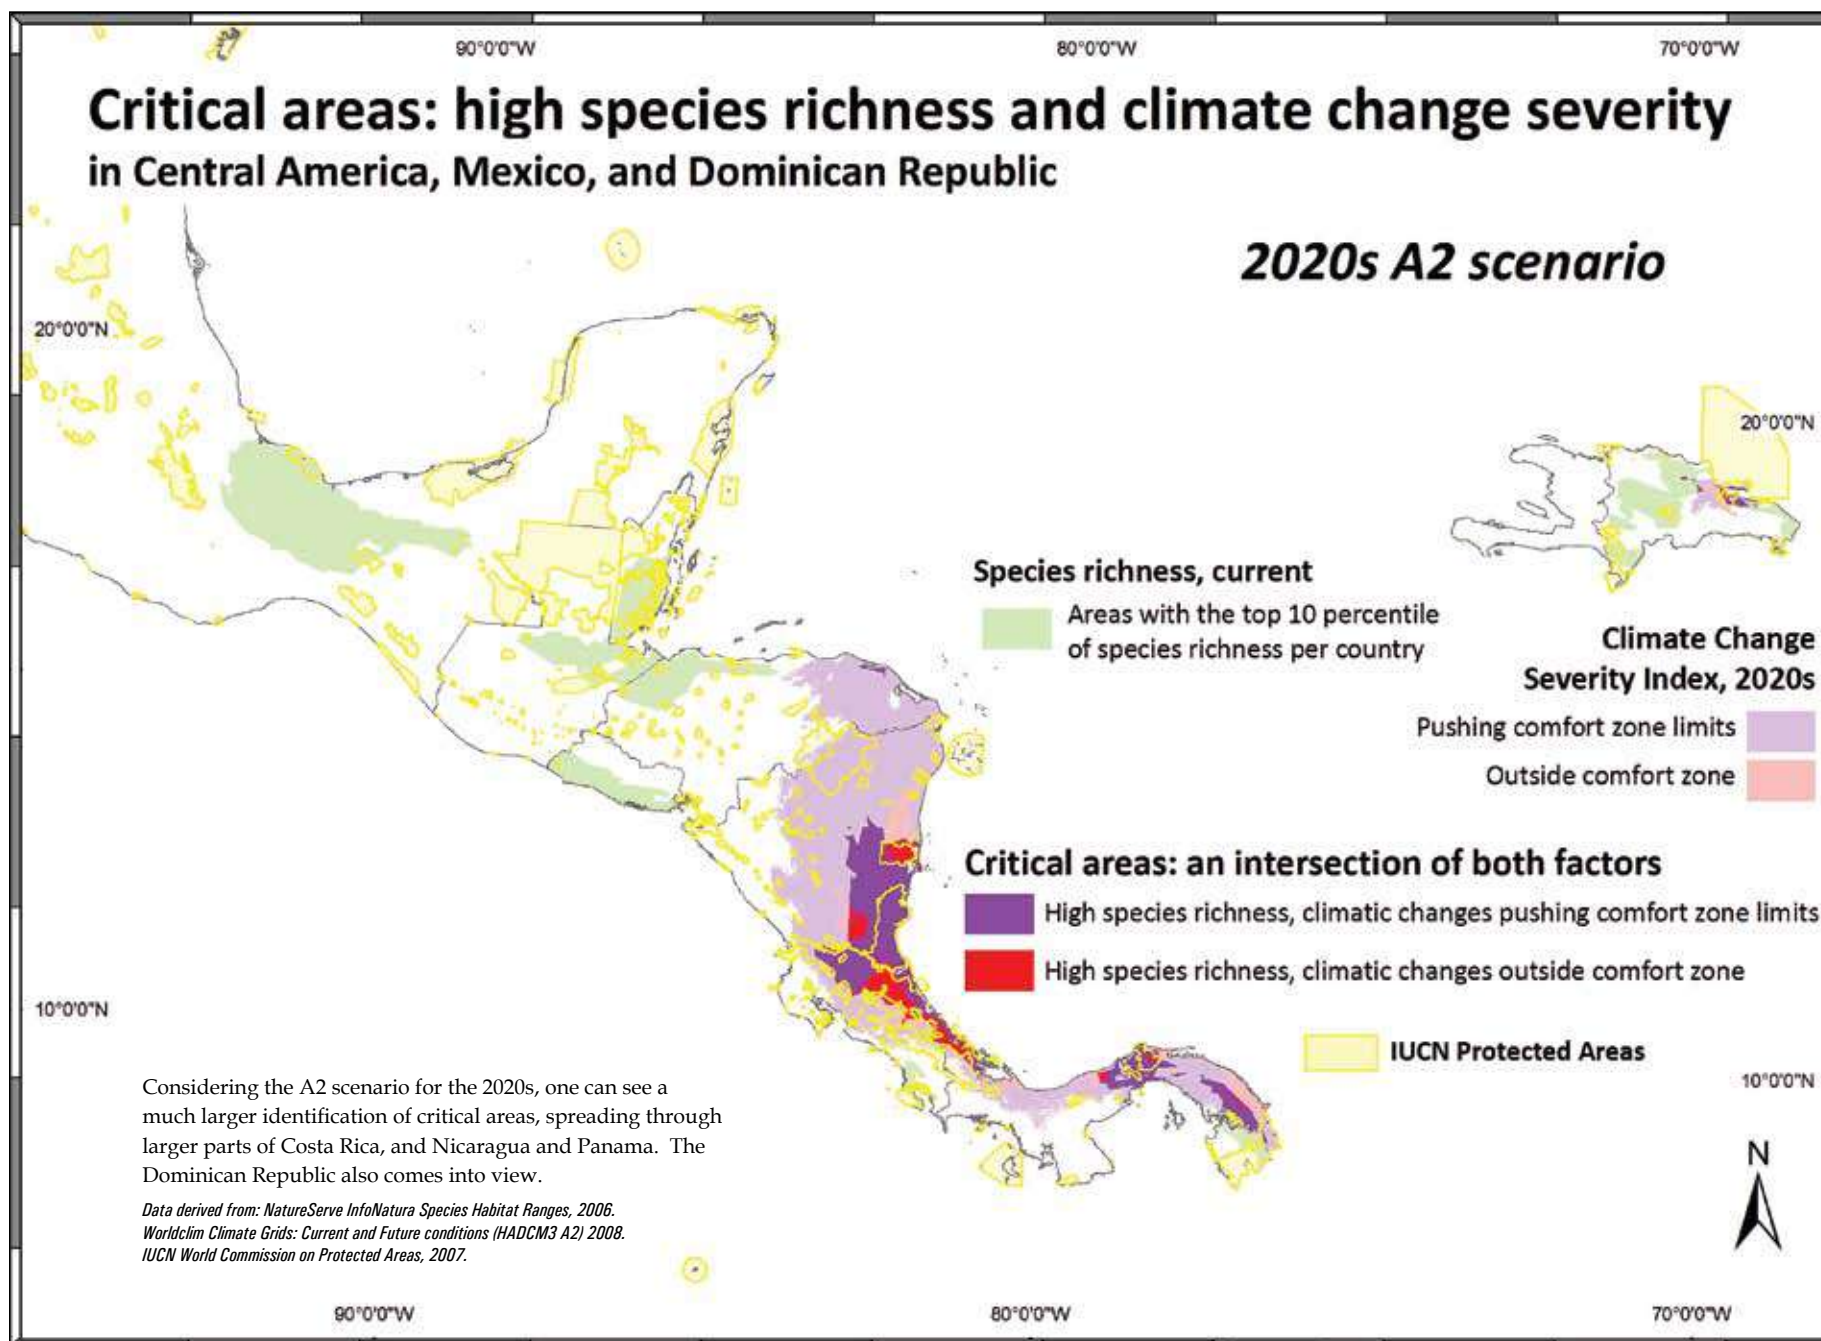 90°0'0"W
80°0'0"W
70°0'0"W
Critical areas: high species richness and climate change severity
in Central America, Mexico, and Dominican Republic
2020s A2 scenario
20°0'0"N
20°0'0"N
Species richness, current
Areas with the top 10 percentile
of species richness per country
Climate Change
Severity Index, 2020s
Pushing comfort zone limits
Outside comfort zone
Critical areas: an intersection of both factors
High species richness, climatic changes pushing comfort zone limits
High species richness, climatic changes outside comfort zone
IUCN Protected Areas
10°0'0"N
10°0'0"N
Considering the A2 scenario for the 2020s, one can see a
much larger identification of critical areas, spreading through
larger parts of Costa Rica, and Nicaragua and Panama. The
Dominican Republic also comes into view.
Data derived from: NatureServe InfoNatura Species Habitat Ranges, 2006.
Worldclim Climate Grids: Current and Future conditions (HADCM3 A2) 2008.
IUCN World Commission on Protected Areas, 2007.
N
90°0'0"W
80°0'0"W
70°0'0"W